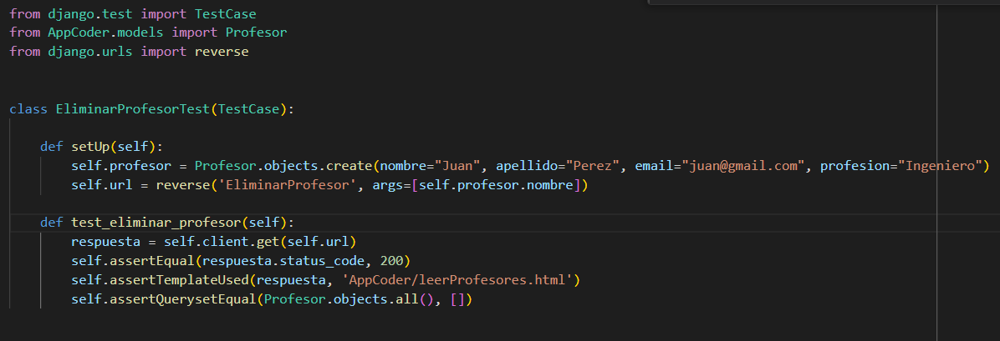 from django.test import TestCase
from AppCoder.models import Profesor
from django.urls import reverse
class EliminarProfesorTest(TestCase):
def setUp(self):
self.profesor = Profesor.objects.create(nombre="Juan", apellido="Perez", email="juan@gmail.com", profesion="Ingeniero")
self.url = reverse('EliminarProfesor', args=[self.profesor.nombre])
def test_eliminar_profesor(self):
respuesta = self.client.get(self.url)
self.assertEqual(respuesta.status_code, 200)
self.assertTemplateUsed(respuesta, 'AppCoder/leerProfesores.html')
self.assertQuerysetEqual(Profesor.objects.all(), [])